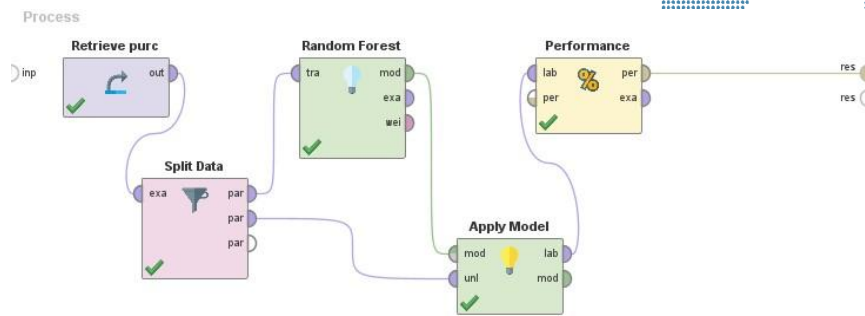 Process
Retrieve purc
inp
out
Random Forest
tra
mod
exa
wei
Performance
lab
per
%
per
exa
res
res
Split Data
exa
par
par
par
Apply Model
mod
lab
unl
mod